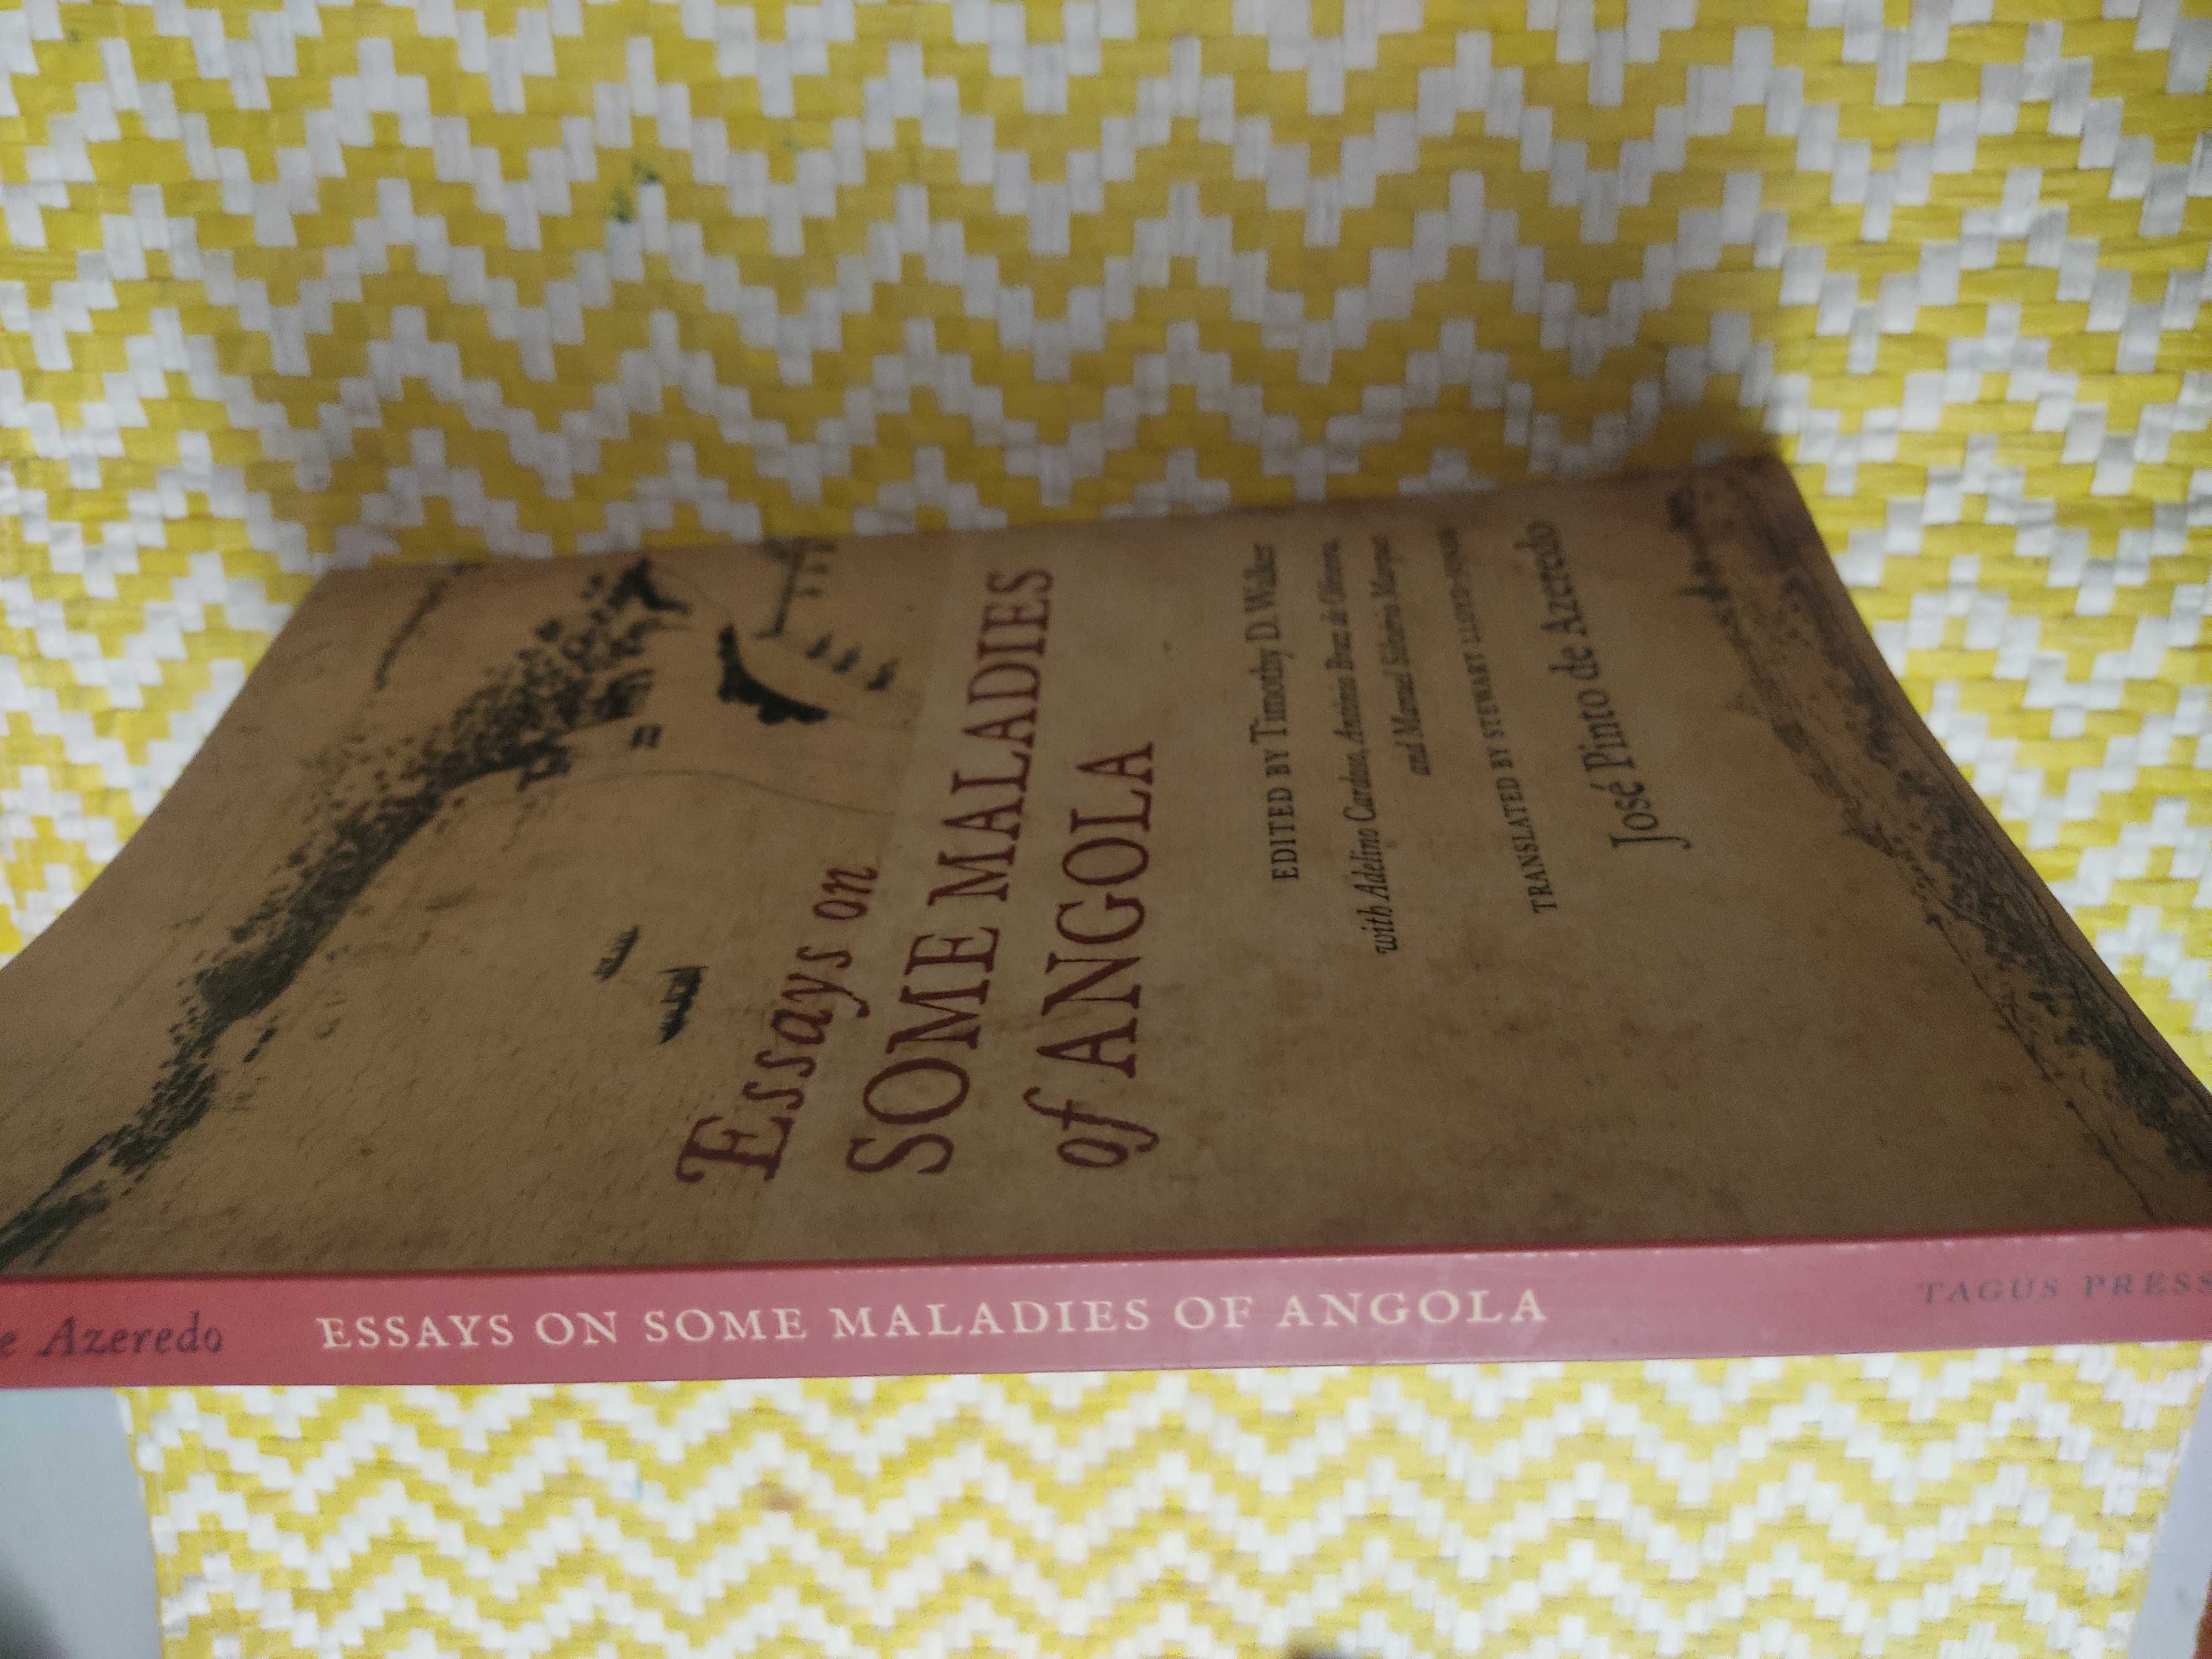 Essays on
SOME MALADIES
of ANGOLA
EDITED BY Timothy D. Walker
with Adelino Cardoso, António Braz de Oliveira,
and Manuel Silvério Marques
TRANSLATED BY STEWART LLOYD-JONES
José Pinto de Azeredo
e Azeredo ESSAYS ON SOME MALADIES OF ANGOLA TAGUS PRESS